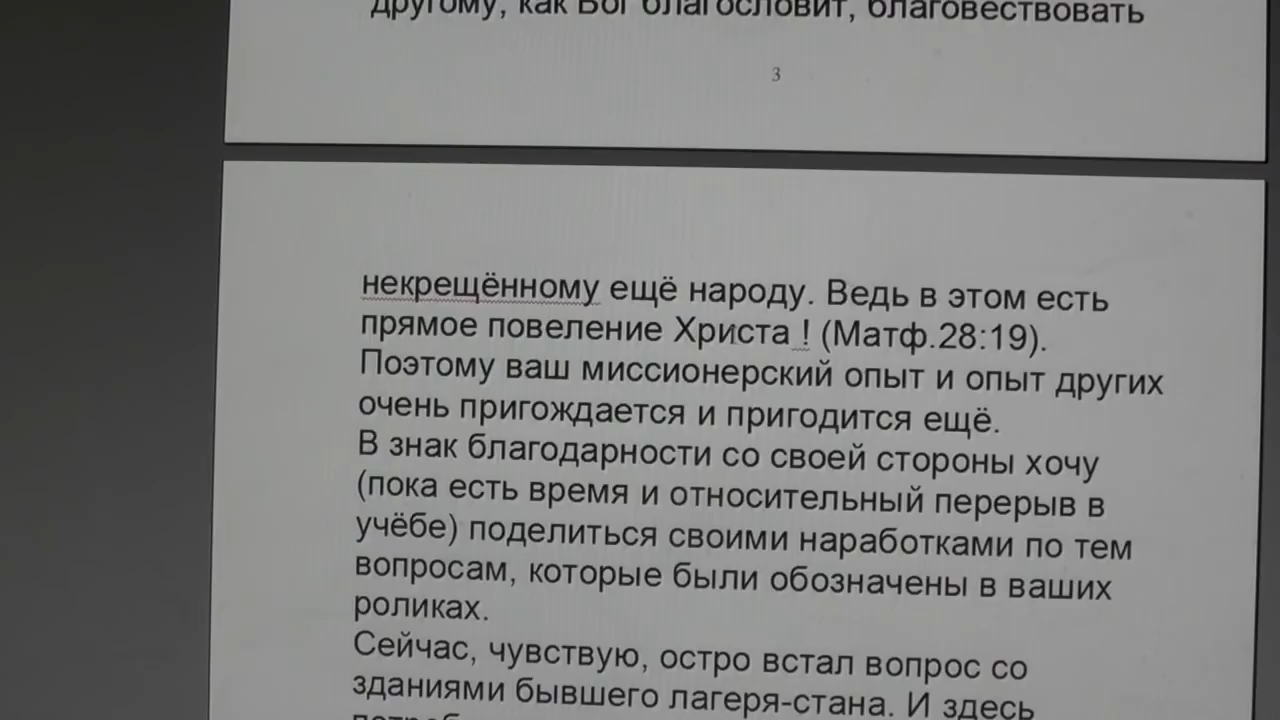 другому, как Бог благословит, благовествовать
3
некрещённому ещё народу. Ведь в этом есть
прямое повеление Христа ! (Матф.28:19).
Поэтому ваш миссионерский опыт и опыт других
очень пригождается и пригодится ещё.
В знак благодарности со своей стороны хочу
(пока есть время и относительный перерыв в
учёбе) поделиться своими наработками по тем
вопросам, которые были обозначены в ваших
роликах.
Сейчас, чувствую, остро встал вопрос со
зданиями бывшего лагеря-стана. И здесь